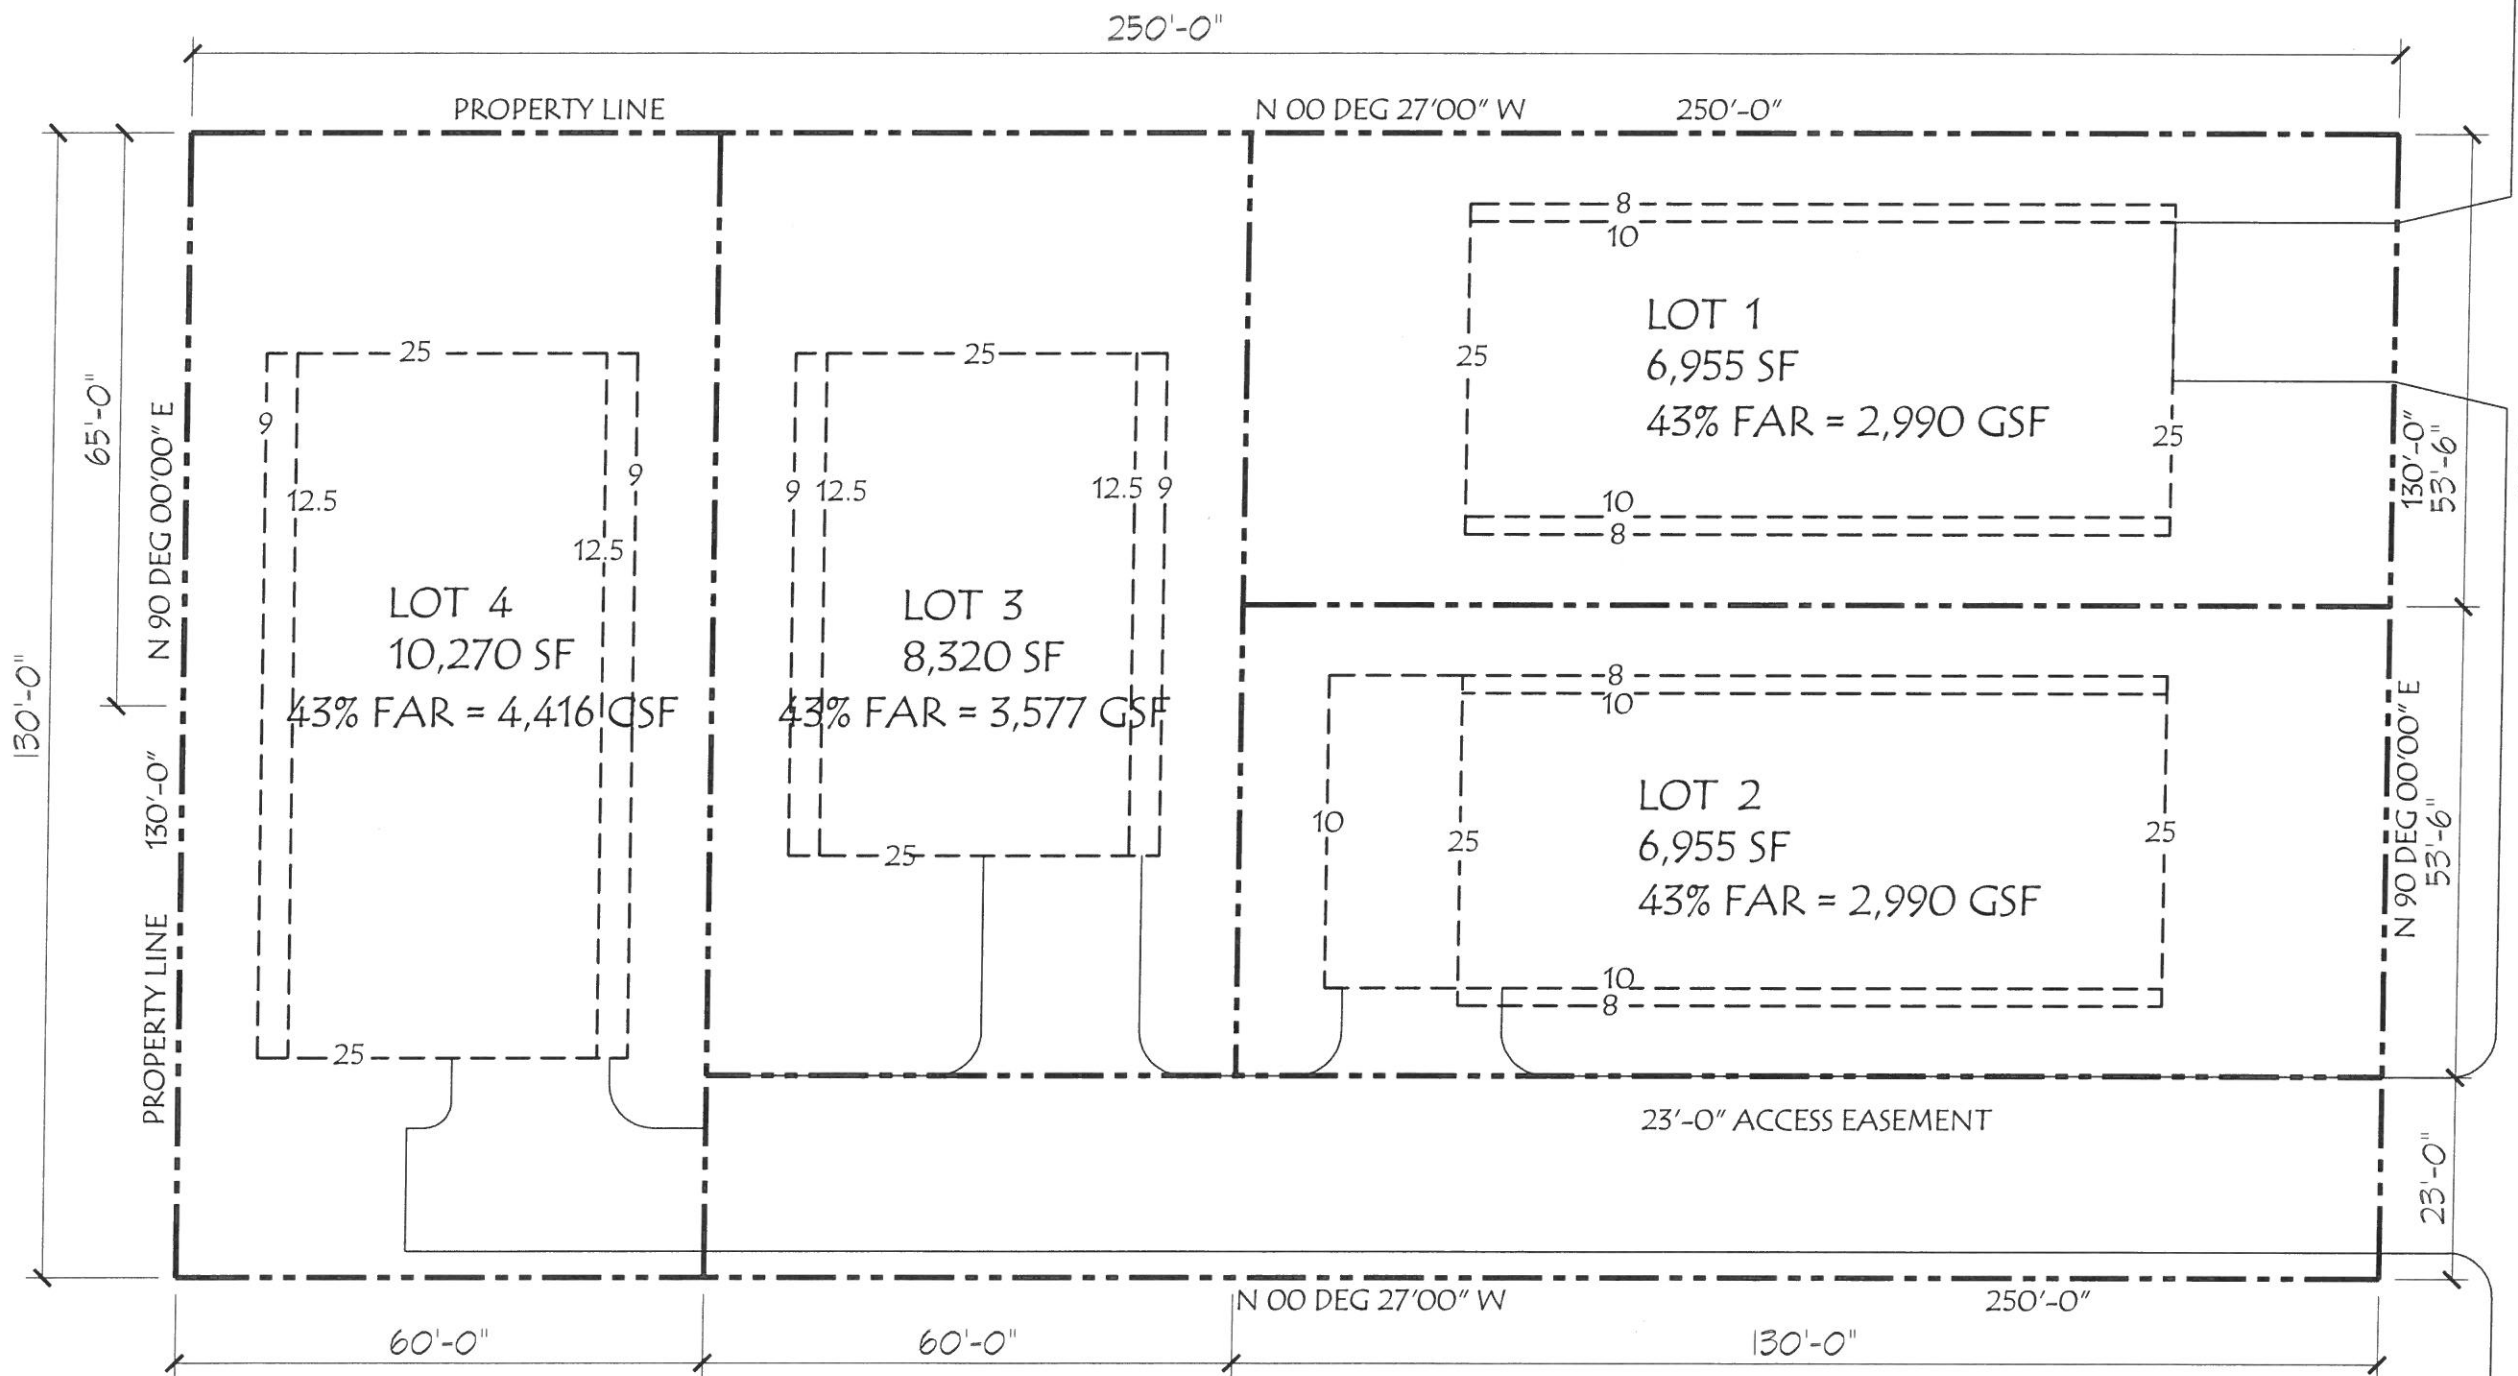 250'-0"
PROPERTY LINE
N 00 DEG 27'00" W
250'-0"
65'-0"
130'-0"
N 90 DEG 00'00" E
130'-0"
PROPERTY LINE
25
9
12.5
9
12.5
LOT 4
10,270 SF
43% FAR = 4,416 GSF
25
25
9
12.5
12.5
9
LOT 3
8,320 SF
43% FAR = 3,577 GSF
25
8
10
25
LOT 1
6,955 SF
43% FAR = 2,990 GSF
25
10
8
130'-0"
53'-6"
8
10
10
25
LOT 2
6,955 SF
43% FAR = 2,990 GSF
25
10
8
N 90 DEG 00'00" E
53'-6"
23'-0" ACCESS EASEMENT
23'-0"
N 00 DEG 27'00" W
250'-0"
60'-0"
60'-0"
130'-0"